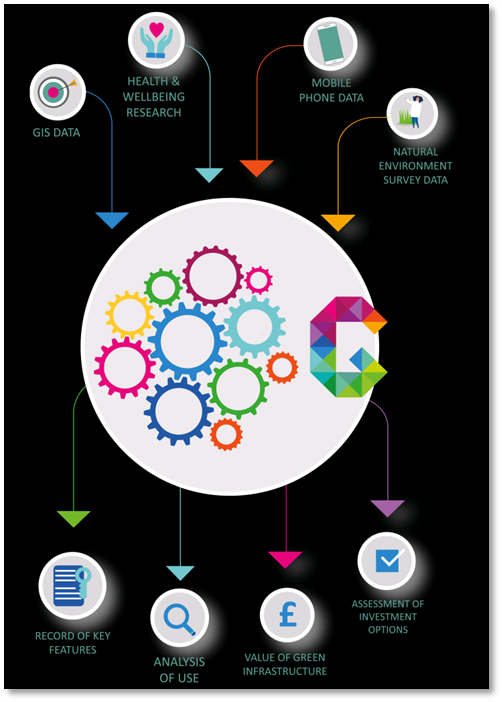 HEALTH &
WELLBEING
RESEARCH
MOBILE
PHONE DATA
GIS DATA
NATURAL
ENVIRONMENT
SURVEY DATA
G
RECORD OF KEY
FEATURES
ANALYSIS
OF USE
£
VALUE OF GREEN
INFRASTRUCTURE
ASSESSMENT OF
INVESTMENT
OPTIONS